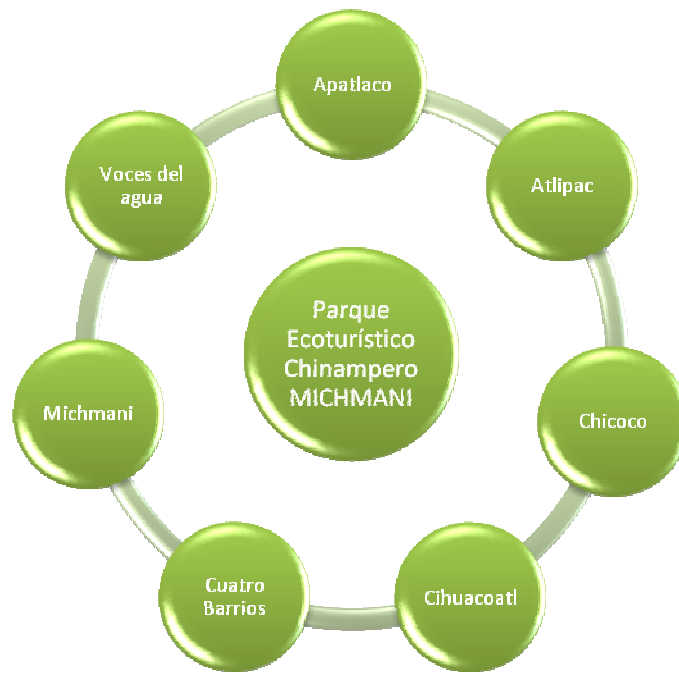 Apatlaco
Atlipac
Chicoco
Cihuacoatl
Cuatro
Barrios
Michmani
Voces del
agua
Parque
Ecoturístico
Chinampero
MICHMANI